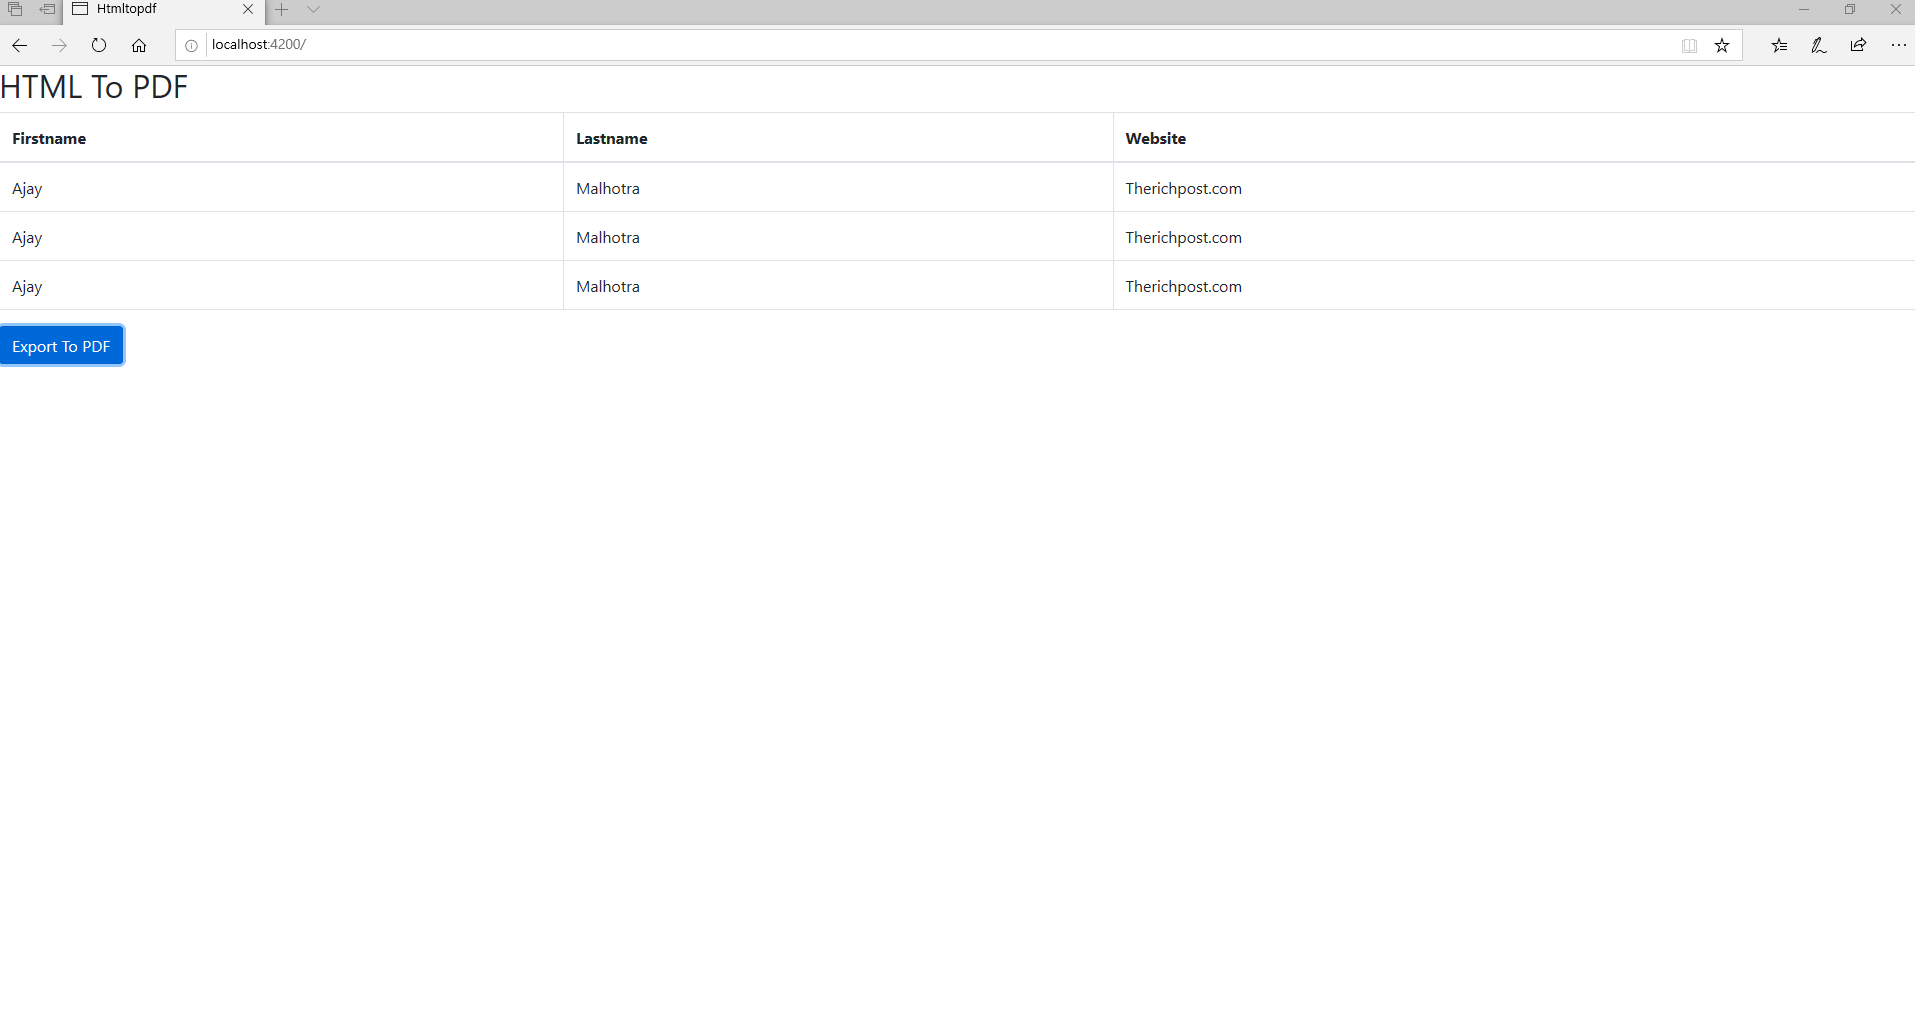 Htmltopdf
localhost:4200/
HTML To PDF
Firstname Lastname Website
Ajay Malhotra Therichpost.com
Ajay Malhotra Therichpost.com
Ajay Malhotra Therichpost.com
Export To PDF